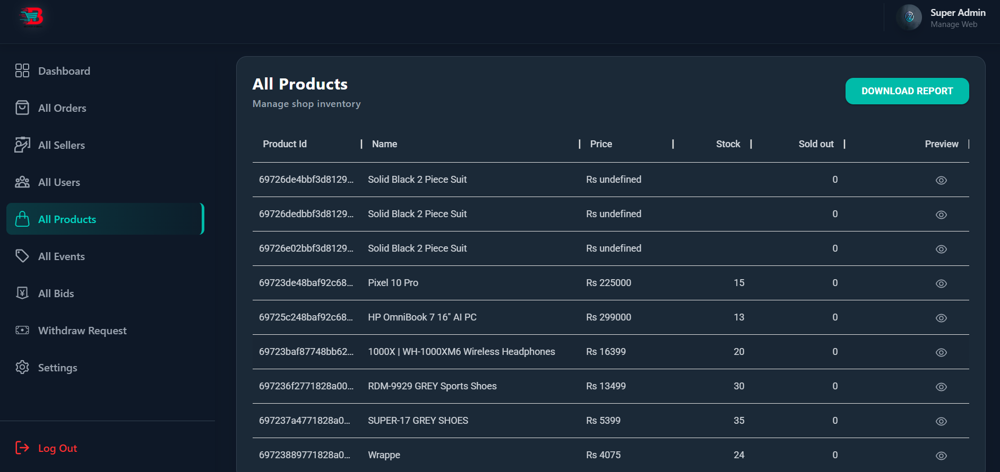 B
Super Admin
Manage Web
Dashboard
All Orders
All Sellers
All Users
All Products
All Events
All Bids
Withdraw Request
Settings
Log Out
All Products
Manage shop inventory
DOWNLOAD REPORT
Product Id | Name | Price | Stock | Sold out | Preview |
69726de4bbf3d8129... Solid Black 2 Piece Suit Rs undefined 0
69726dedbbf3d8129... Solid Black 2 Piece Suit Rs undefined 0
69726e02bbf3d8129... Solid Black 2 Piece Suit Rs undefined 0
69723de48baf92c68... Pixel 10 Pro Rs 225000 15 0
69725c248baf92c68... HP OmniBook 7 16" AI PC Rs 299000 13 0
69723baf87748bb62... 1000X | WH-1000XM6 Wireless Headphones Rs 16399 20 0
697236f2771828a00... RDM-9929 GREY Sports Shoes Rs 13499 30 0
697237a4771828a0... SUPER-17 GREY SHOES Rs 5399 35 0
69723889771828a0... Wrappe Rs 4075 24 0